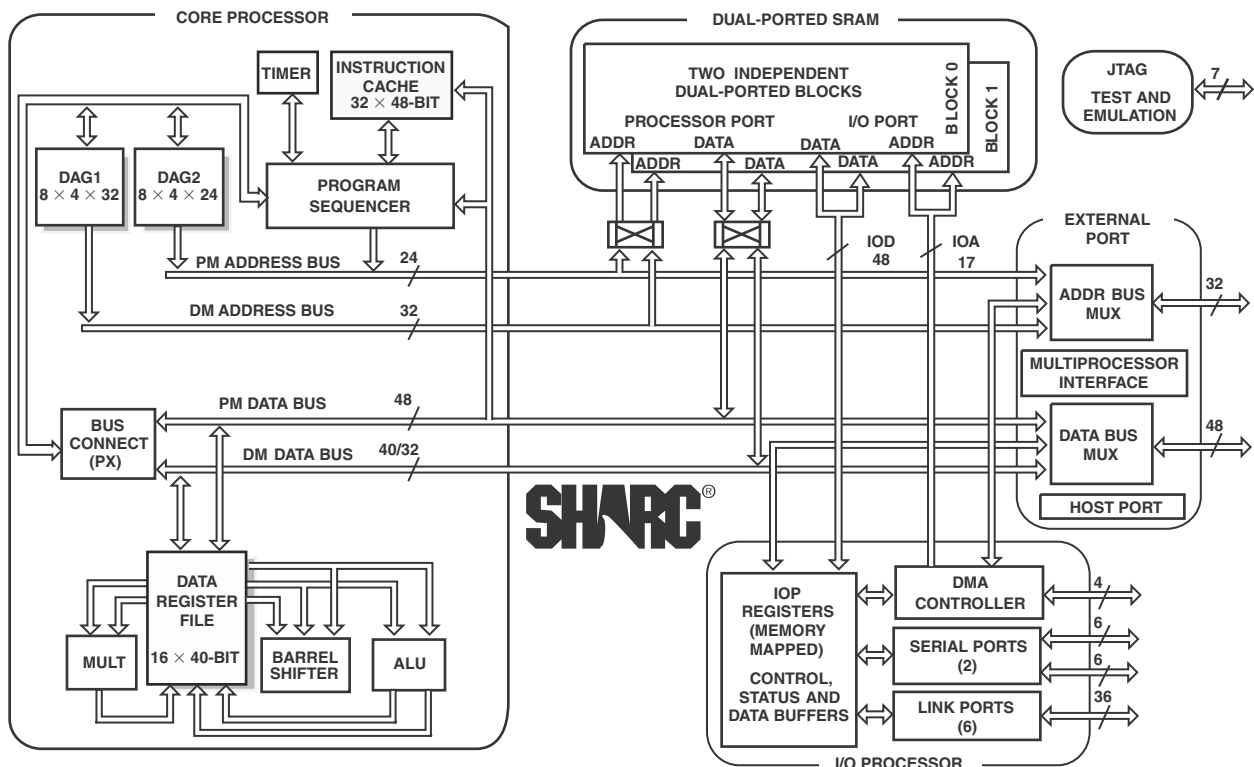 CORE PROCESSOR
TIMER
INSTRUCTION
CACHE
32 × 48-BIT
DAG1
8 × 4 × 32
DAG2
8 × 4 × 24
PROGRAM
SEQUENCER
PM ADDRESS BUS
24
DM ADDRESS BUS
32
PM DATA BUS
48
DM DATA BUS
40/32
BUS
CONNECT
(PX)
DATA
REGISTER
FILE
16 × 40-BIT
MULT
BARREL
SHIFTER
ALU
DUAL-PORTED SRAM
TWO INDEPENDENT
DUAL-PORTED BLOCKS
PROCESSOR PORT
I/O PORT
ADDR
DATA
DATA
ADDR
ADDR
DATA
DATA
ADDR
BLOCK 0
BLOCK 1
JTAG
TEST AND
EMULATION
7
IOD
48
IOA
17
EXTERNAL
PORT
ADDR BUS
MUX
32
MULTIPROCESSOR
INTERFACE
DATA BUS
MUX
48
HOST PORT
SHARC®
IOP
REGISTERS
(MEMORY
MAPPED)
CONTROL,
STATUS AND
DATA BUFFERS
DMA
CONTROLLER
4
SERIAL PORTS
(2)
6
6
LINK PORTS
(6)
36
I/O PROCESSOR